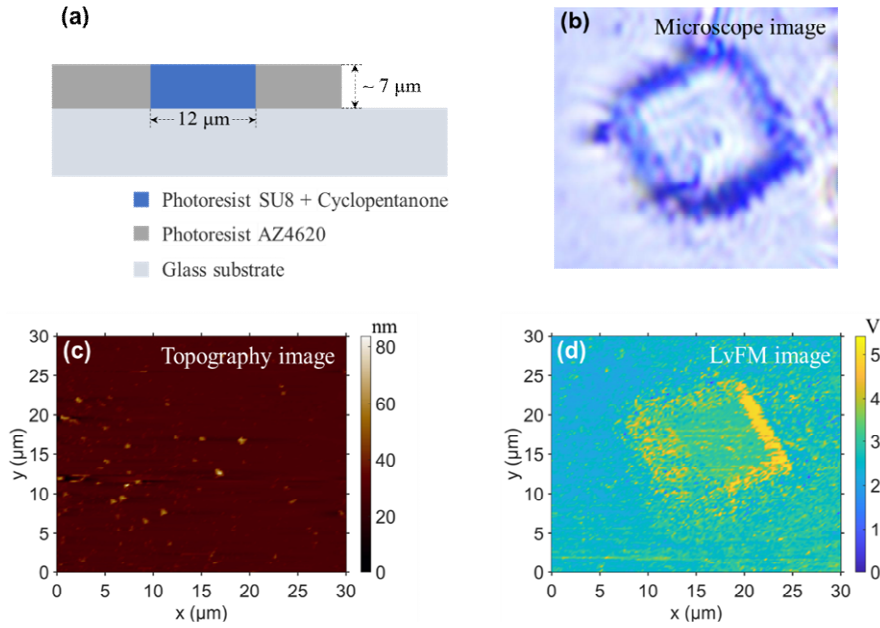 (a)
~ 7 μm
12 μm
Photoresist SU8 + Cyclopentanone
Photoresist AZ4620
Glass substrate
(b)
Microscope image
(c)
Topography image
nm
80
60
40
20
0
30
25
20
15
10
5
0
y (μm)
0 5 10 15 20 25 30
x (μm)
(d)
LvFM image
V
5
4
3
2
1
0
30
25
20
15
10
5
0
y (μm)
0 5 10 15 20 25 30
x (μm)